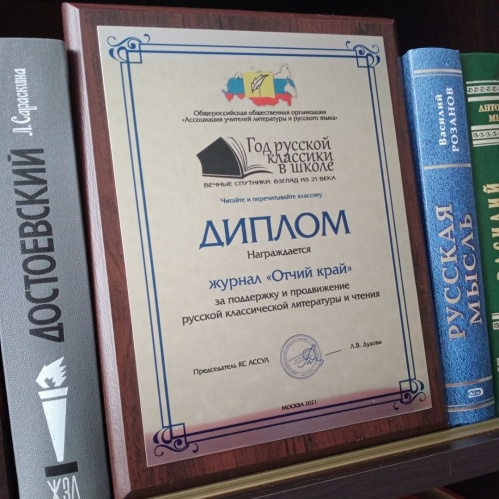 Л. Сараскина
ДОСТОЕВСКИЙ
ЖЗЛ
Общероссийская общественная организация
«Ассоциация учителей литературы и русского языка»
Год русской
классики
в школе
ВЕЧНЫЕ СПУТНИКИ: ВЗГЛЯД ИЗ 21 ВЕКА
Читайте и перечитывайте классику
ДИПЛОМ
Награждается
журнал «Отчий край»
за поддержку и продвижение
русской классической литературы и чтения
Председатель КС АССУЛ
Л.В. Дудова
МОСКВА 2021
Василий
РОЗАНОВ
РУССКАЯ
МЫСЛЬ